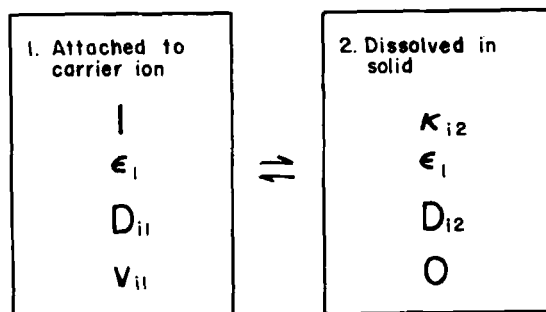 1. Attached to
carrier ion
1
ϵ₁
Dᵢ₁
Vᵢ₁
⇌
2. Dissolved in
solid
κᵢ₂
ϵ₁
Dᵢ₂
0